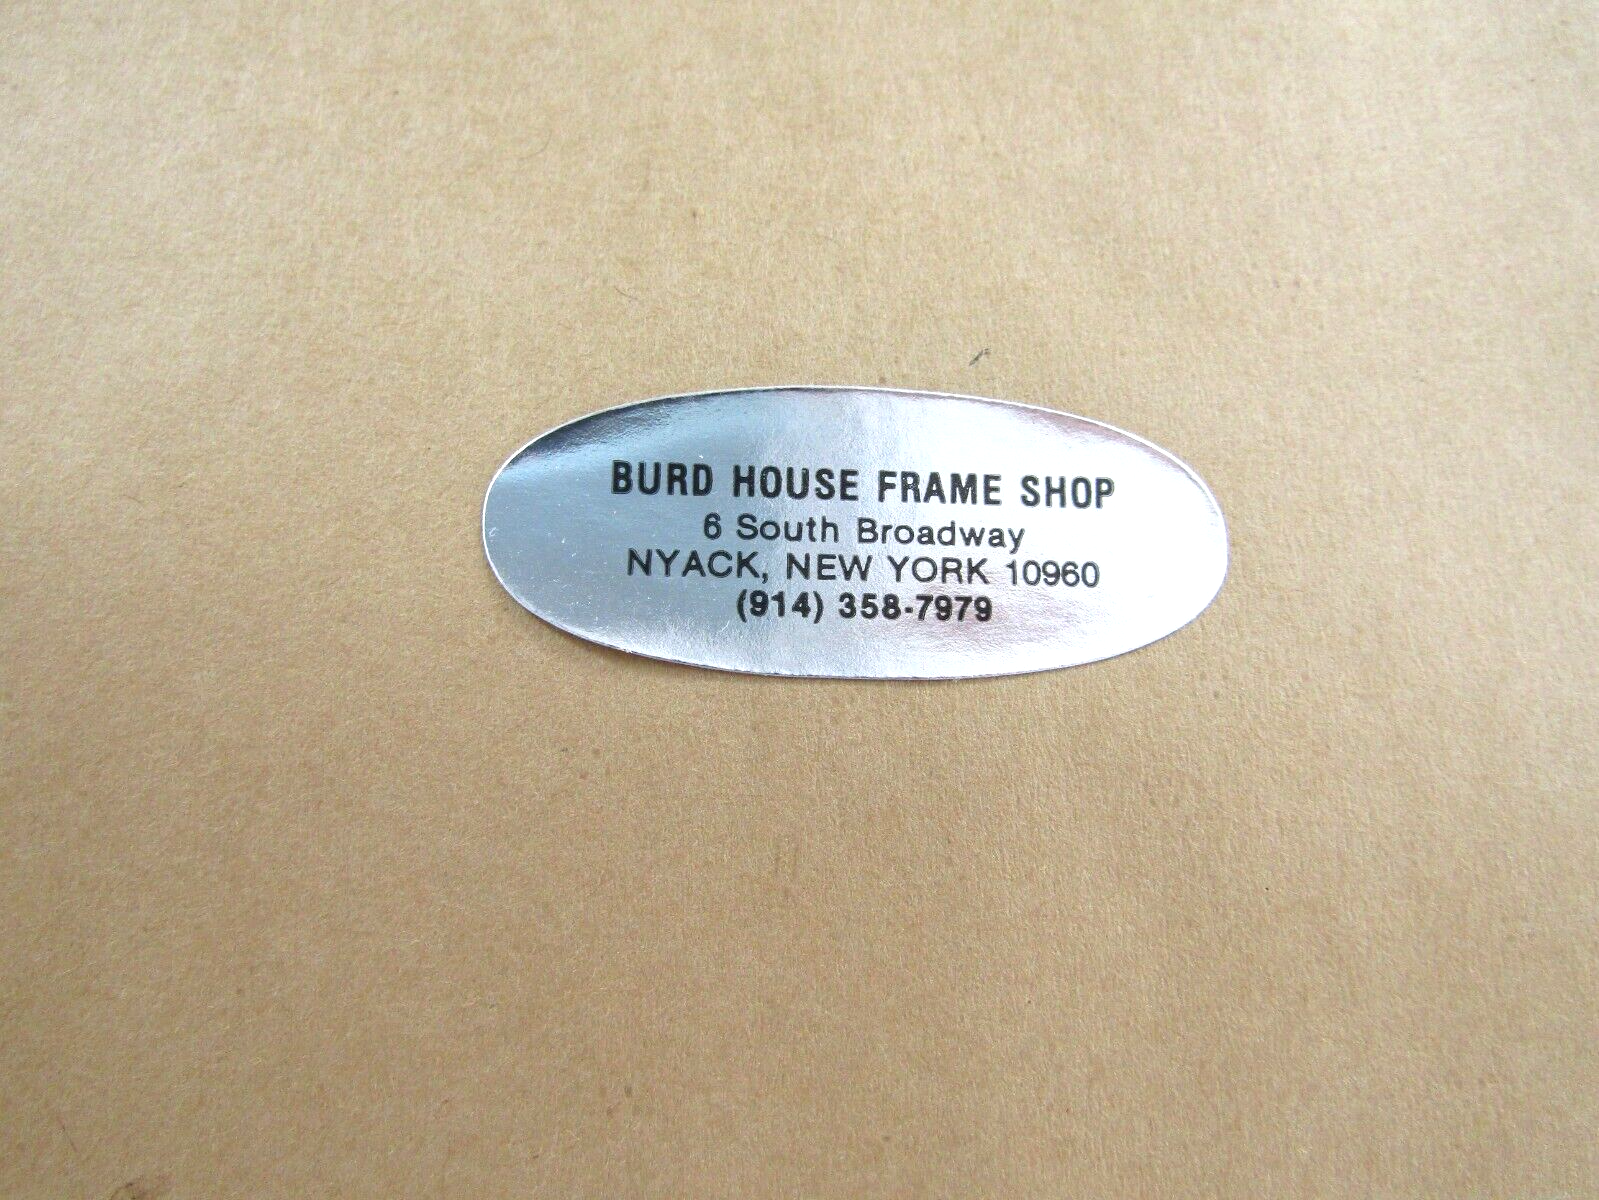 BURD HOUSE FRAME SHOP
6 South Broadway
NYACK, NEW YORK 10960
(914) 358-7979